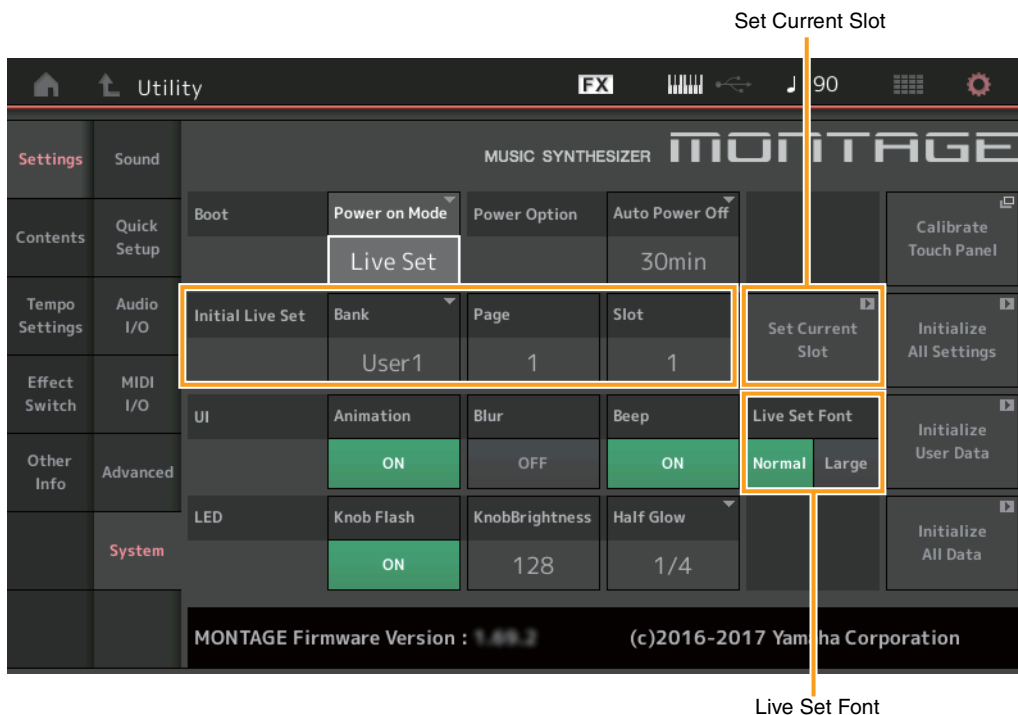 Set Current Slot
Utility
FX
♩ 90
MUSIC SYNTHESIZER MONTAGE
Settings
Sound
Contents
Quick
Setup
Tempo
Settings
Audio
I/O
Effect
Switch
MIDI
I/O
Other
Info
Advanced
System
Boot
Power on Mode
Live Set
Power Option
Auto Power Off
30min
Calibrate
Touch Panel
Initial Live Set
Bank
User1
Page
1
Slot
1
Set Current
Slot
Initialize
All Settings
UI
Animation
ON
Blur
OFF
Beep
ON
Live Set Font
Normal
Large
Initialize
User Data
LED
Knob Flash
ON
KnobBrightness
128
Half Glow
1/4
Initialize
All Data
MONTAGE Firmware Version :
(c)2016-2017 Yamaha Corporation
Live Set Font